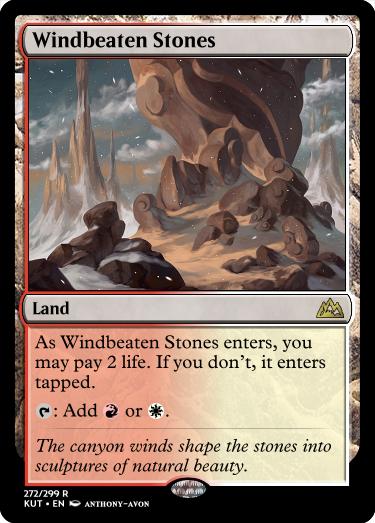 Windbeaten Stones
Land
As Windbeaten Stones enters, you
may pay 2 life. If you don't, it enters
tapped.
: Add or .
The canyon winds shape the stones into
sculptures of natural beauty.
272/299 R
KUT • EN ANTHONY-AVON